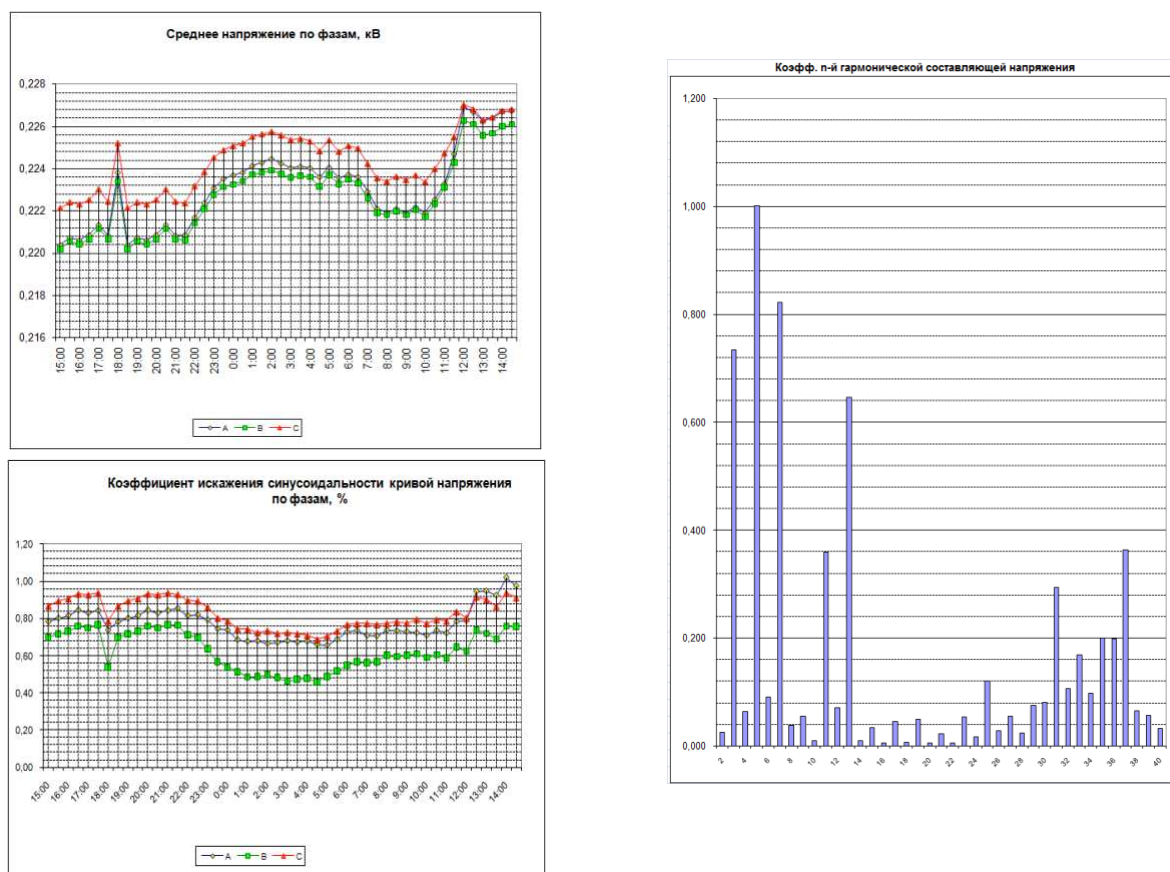 Среднее напряжение по фазам, кВ
0,228
0,226
0,224
0,222
0,220
0,218
0,216
15:00 16:00 17:00 18:00 19:00 20:00 21:00 22:00 23:00 0:00 1:00 2:00 3:00 4:00 5:00 6:00 7:00 8:00 9:00 10:00 11:00 12:00 13:00 14:00
A B C
Коэффициент искажения синусоидальности кривой напряжения
по фазам, %
1,20
1,00
0,80
0,60
0,40
0,20
0,00
15:00 16:00 17:00 18:00 19:00 20:00 21:00 22:00 23:00 0:00 1:00 2:00 3:00 4:00 5:00 6:00 7:00 8:00 9:00 10:00 11:00 12:00 13:00 14:00
A B C
Коэфф. n-й гармонической составляющей напряжения
1,200
1,000
0,800
0,600
0,400
0,200
0,000
2 4 6 8 10 12 14 16 18 20 22 24 26 28 30 32 34 36 38 40